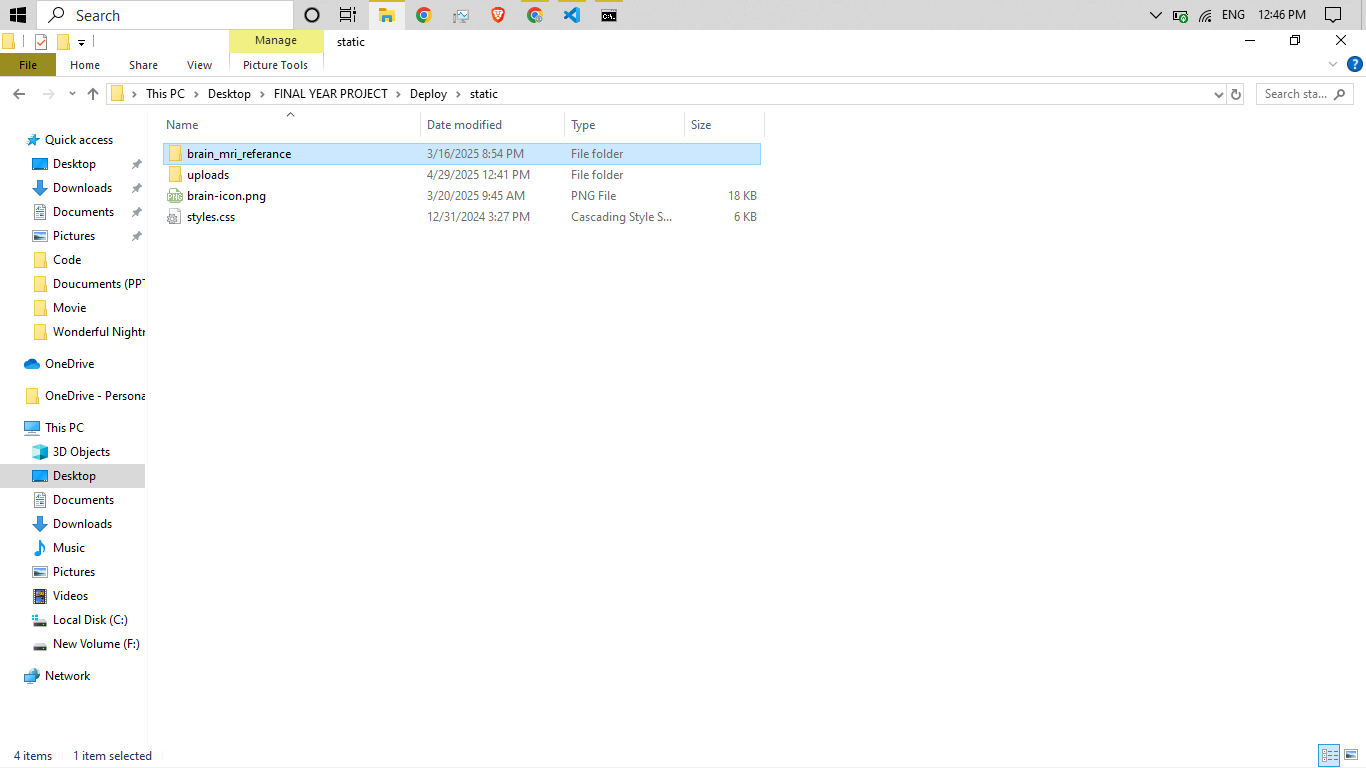 Search
ENG 12:46 PM
Manage static
File Home Share View Picture Tools
This PC Desktop FINAL YEAR PROJECT Deploy static Search sta...
Name Date modified Type Size
brain_mri_referance 3/16/2025 8:54 PM File folder
uploads 4/29/2025 12:41 PM File folder
brain-icon.png 3/20/2025 9:45 AM PNG File 18 KB
styles.css 12/31/2024 3:27 PM Cascading Style S... 6 KB
Quick access
Desktop
Downloads
Documents
Pictures
Code
Doucuments (PPT
Movie
Wonderful Nightr
OneDrive
OneDrive - Persona
This PC
3D Objects
Desktop
Documents
Downloads
Music
Pictures
Videos
Local Disk (C:)
New Volume (F:)
Network
4 items 1 item selected